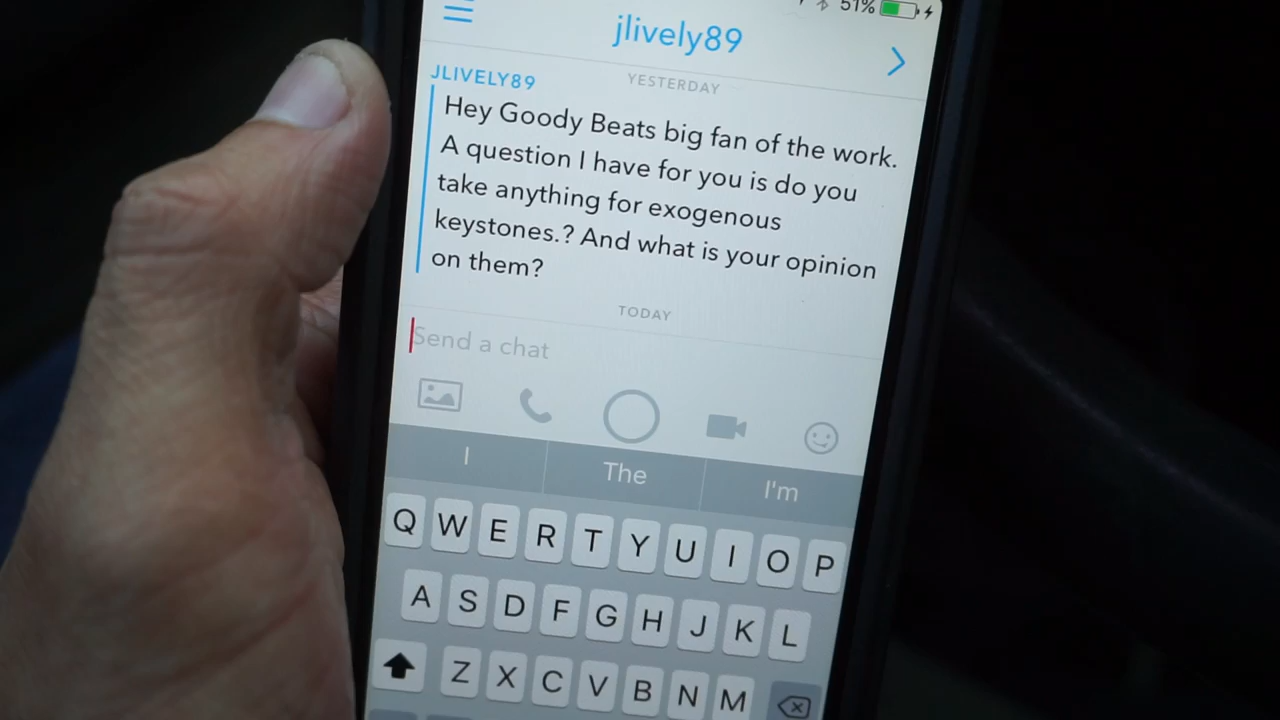 51%
jlively89
YESTERDAY
JLIVELY89
Hey Goody Beats big fan of the work.
A question I have for you is do you
take anything for exogenous
keystones.? And what is your opinion
on them?
TODAY
Send a chat
I The I'm
Q W E R T Y U I O P
A S D F G H J K L
Z X C V B N M